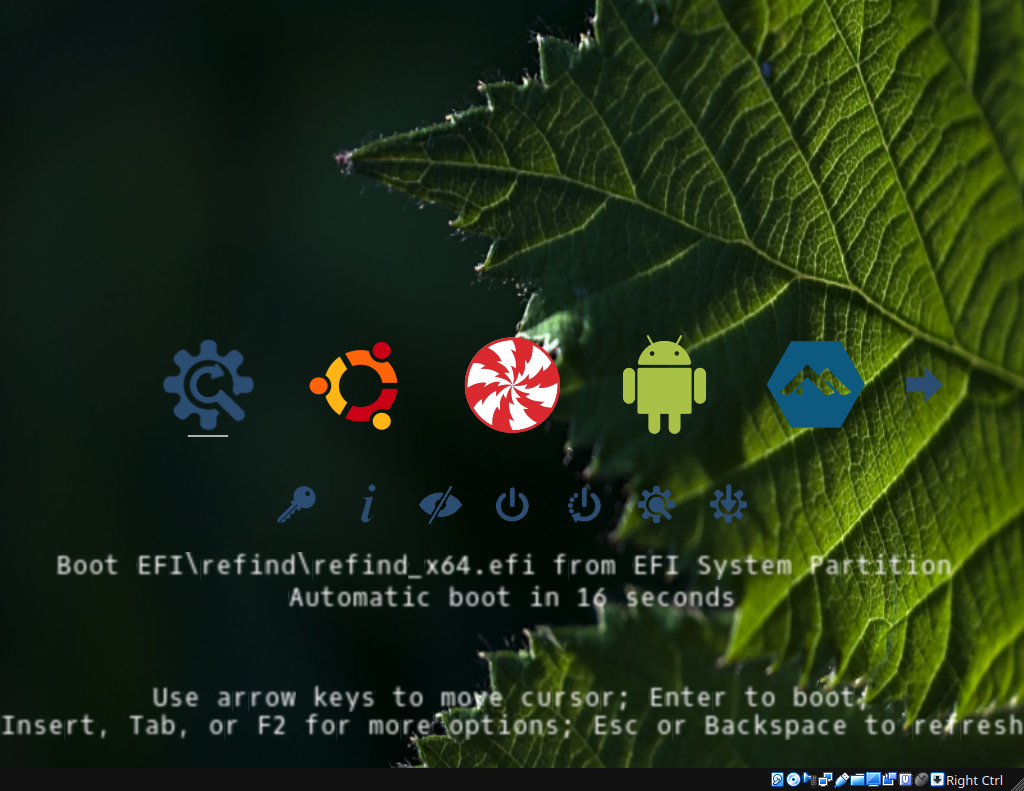 Boot EFI\refind\refind_x64.efi from EFI System Partition
Automatic boot in 16 seconds
Use arrow keys to move cursor; Enter to boot;
Insert, Tab, or F2 for more options; Esc or Backspace to refresh
Right Ctrl